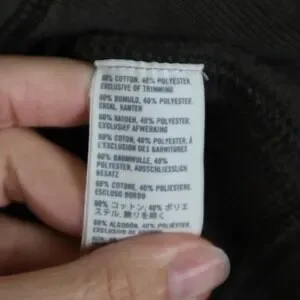 60% COTTON, 40% POLYESTER,
EXCLUSIVE OF TRIMMING
60% BOMULD, 40% POLYESTER,
EKSKL. KANTER
60% KATOEN, 40% POLYESTER,
EXCLUSIEF AFWERKING
60% COTON, 40% POLYESTER, À
L'EXCLUSION DES GARNITURES
60% BAUMWOLLE, 40%
POLYESTER, AUSSCHLIESSLICH
BESATZ
60% COTONE, 40% POLIESTERE,
ESCLUSO BORDO
60% コットン, 40% ポリエ
ステル, 飾りを除く
60% ALGODÓN, 40%